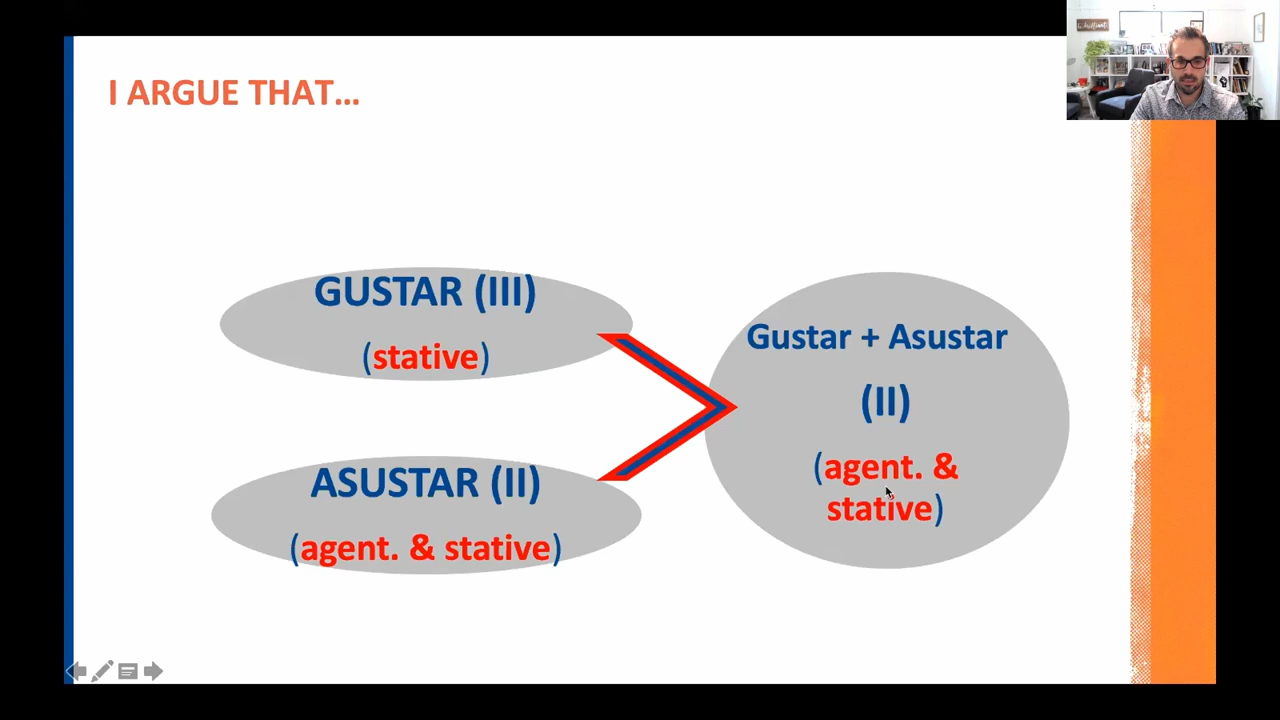 I ARGUE THAT…
GUSTAR (III)
(stative)
ASUSTAR (II)
(agent. & stative)
Gustar + Asustar
(II)
(agent. &
stative)